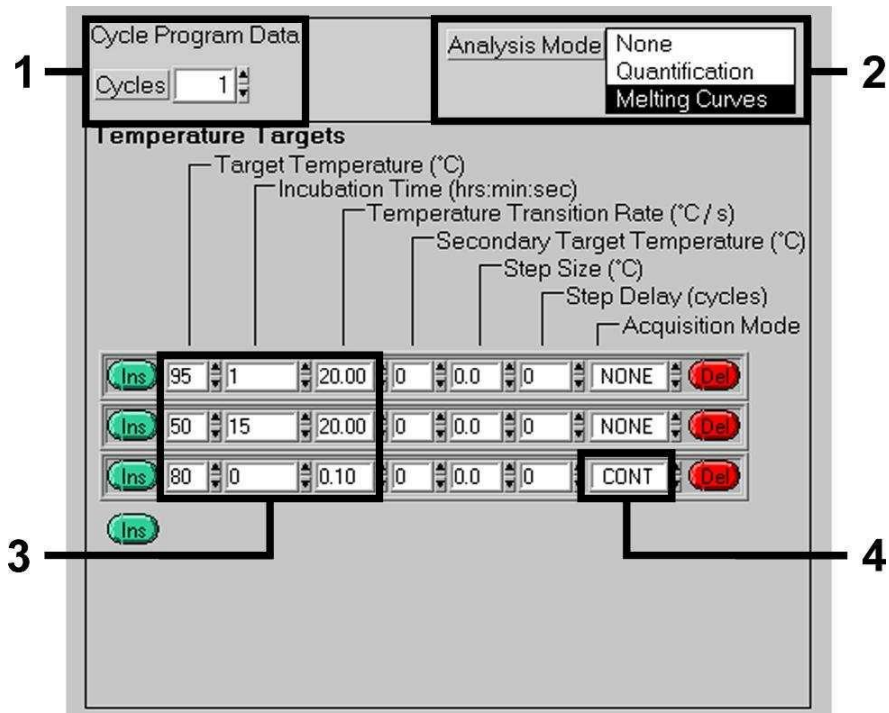 Cycle Program Data
Cycles 1
Analysis Mode None
Quantification
Melting Curves
1
2
Temperature Targets
Target Temperature (°C)
Incubation Time (hrs:min:sec)
Temperature Transition Rate (°C / s)
Secondary Target Temperature (°C)
Step Size (°C)
Step Delay (cycles)
Acquisition Mode
Ins 95 1 20.00 0 0.0 0 NONE Del
Ins 50 15 20.00 0 0.0 0 NONE Del
Ins 80 0 0.10 0 0.0 0 CONT Del
Ins
3
4